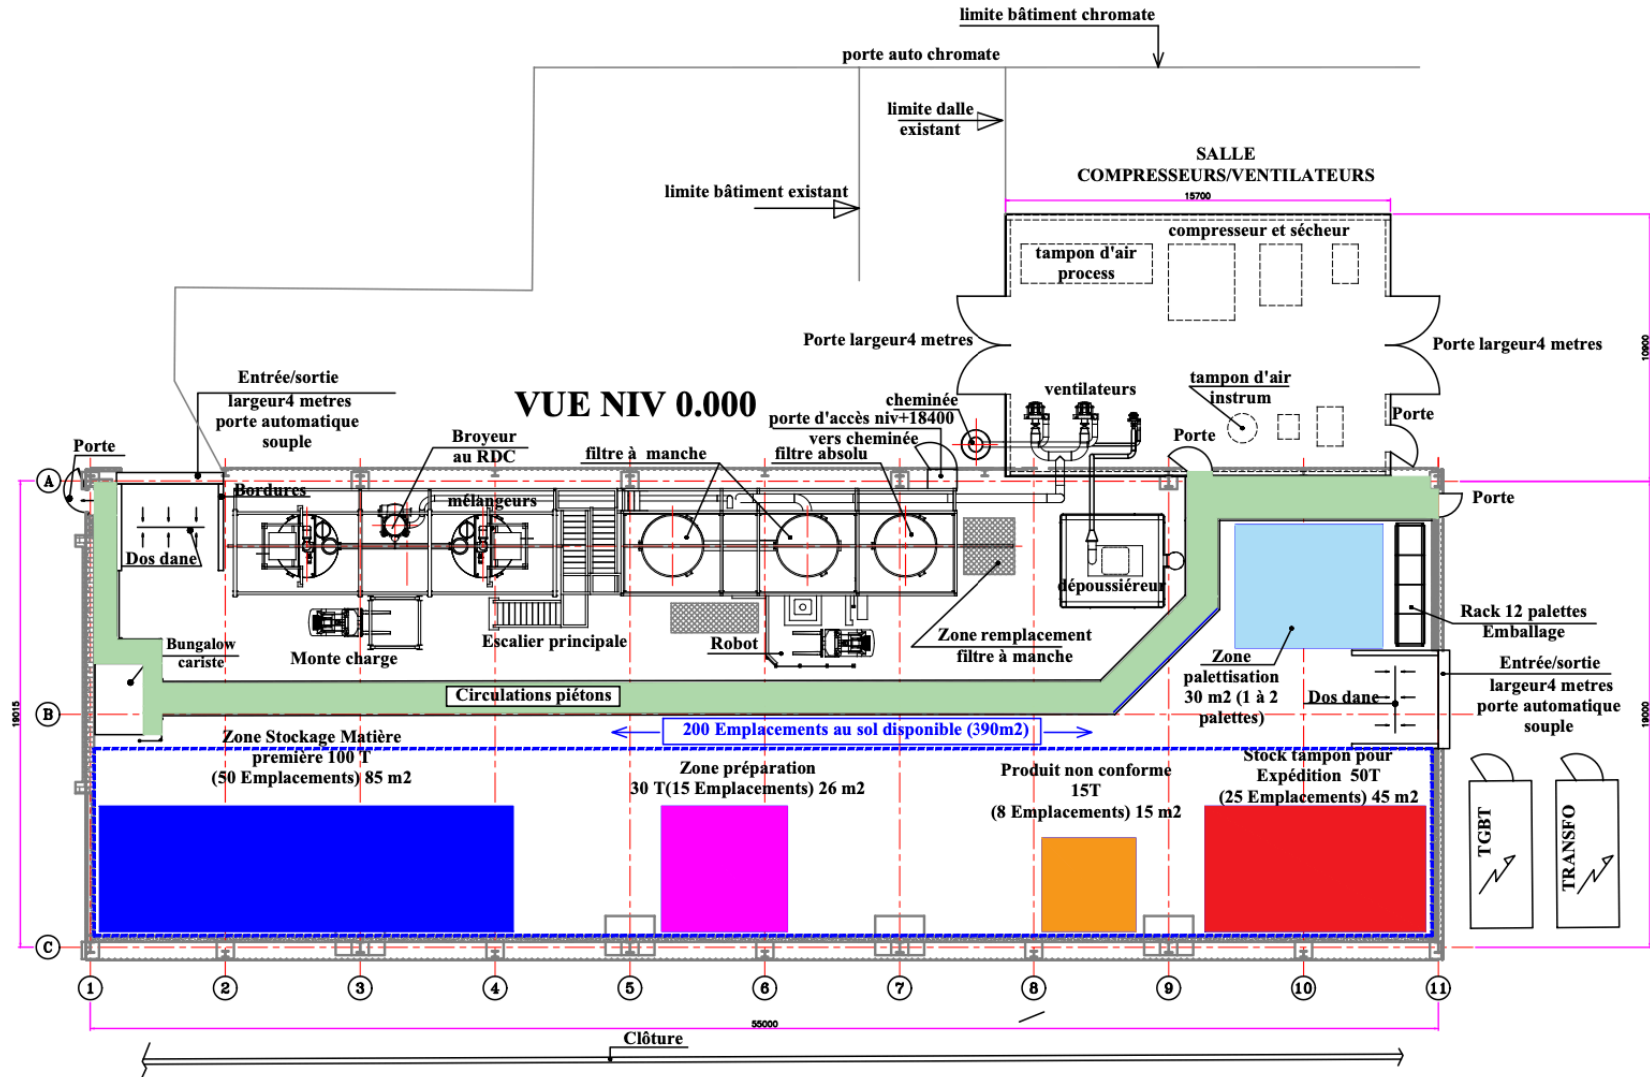 limite bâtiment chromate
porte auto chromate
limite dalle
existant
SALLE
COMPRESSEURS/VENTILATEURS
limite bâtiment existant
15700
compresseur et sécheur
tampon d'air
process
Porte largeur4 metres
Porte largeur4 metres
10900
Entrée/sortie
largeur4 metres
porte automatique
souple
VUE NIV 0.000
cheminée
porte d'accès niv+18400
vers cheminée
ventilateurs
tampon d'air
instrum
Porte
Porte
Porte
Broyeur
au RDC
filtre à manche
filtre absolu
A
Bordures
mélangeurs
Porte
Dos dane
dépoussiéreur
Rack 12 palettes
Emballage
Bungalow
cariste
Monte charge
Escalier principale
Robot
Zone remplacement
filtre à manche
Zone
palettisation
30 m2 (1 à 2
palettes)
Entrée/sortie
largeur4 metres
porte automatique
souple
Dos dane
Circulations piétons
B
19015
19000
200 Emplacements au sol disponible (390m2)
Zone Stockage Matière
première 100 T
(50 Emplacements) 85 m2
Zone préparation
30 T(15 Emplacements) 26 m2
Produit non conforme
15T
(8 Emplacements) 15 m2
Stock tampon pour
Expédition 50T
(25 Emplacements) 45 m2
TGBT
TRANSFO
C
1 2 3 4 5 6 7 8 9 10 11
55000
Clôture